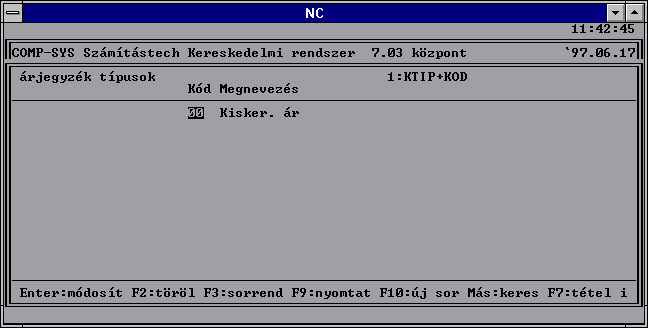 NC
11:42:45
COMP-SYS Számítástech Kereskedelmi rendszer 7.03 központ `97.06.17
árjegyzék típusok 1:KTIP+KOD
Kód Megnevezés
00 Kisker. ár
Enter:módosít F2:töröl F3:sorrend F9:nyomtat F10:új sor Más:keres F7:tétel i